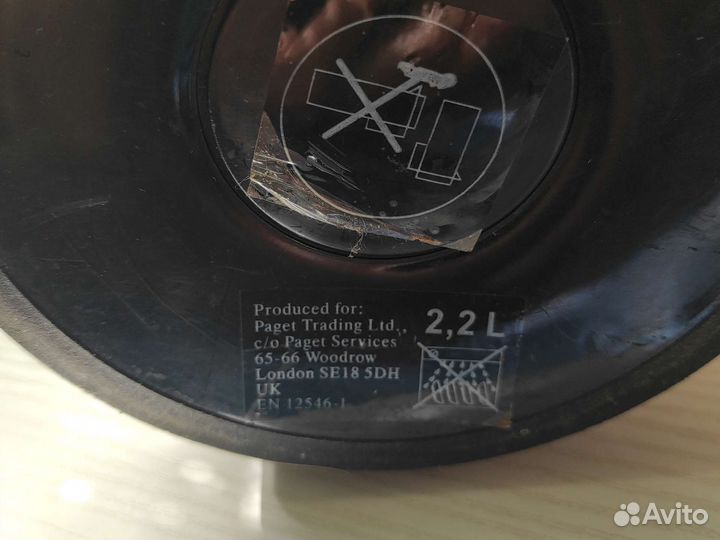 Produced for:
Paget Trading Ltd.,
c/o Paget Services
65-66 Woodrow
London SE18 5DH
UK
EN 12546-1
2,2 L
Avito